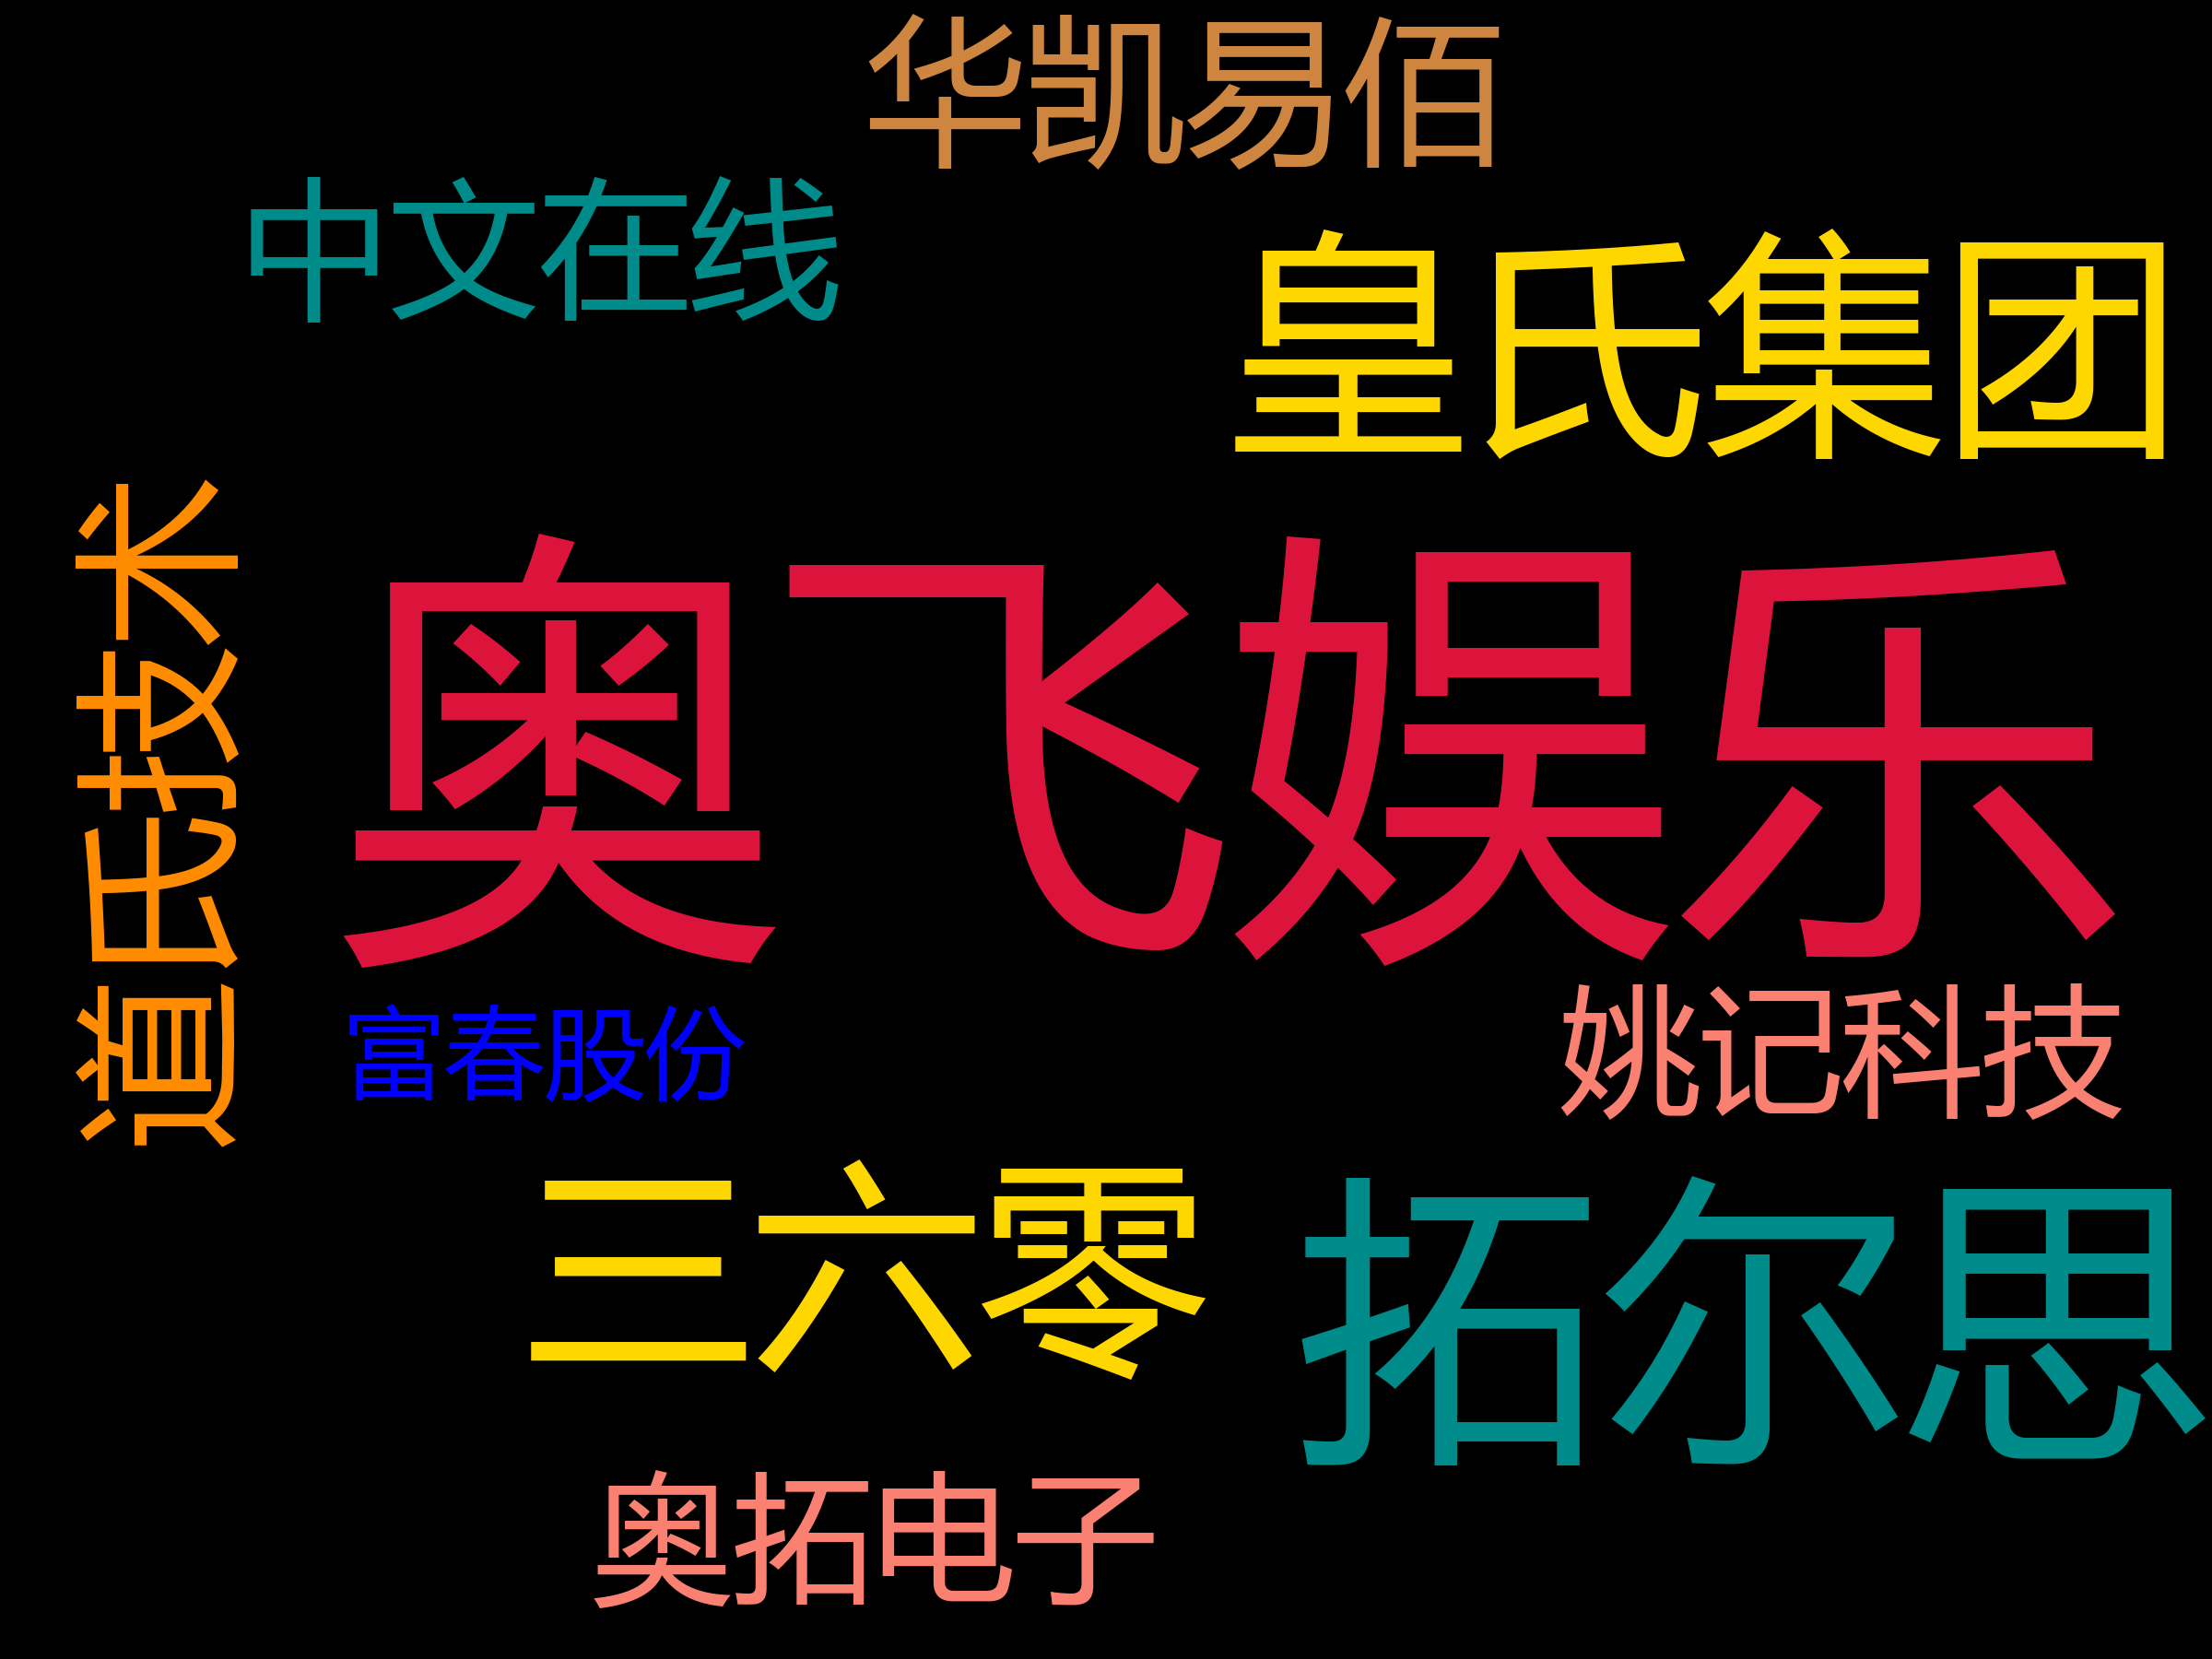 华凯易佰
中文在线
皇氏集团
道氏技术
奥飞娱乐
富春股份
姚记科技
三六零
拓尔思
奥拓电子